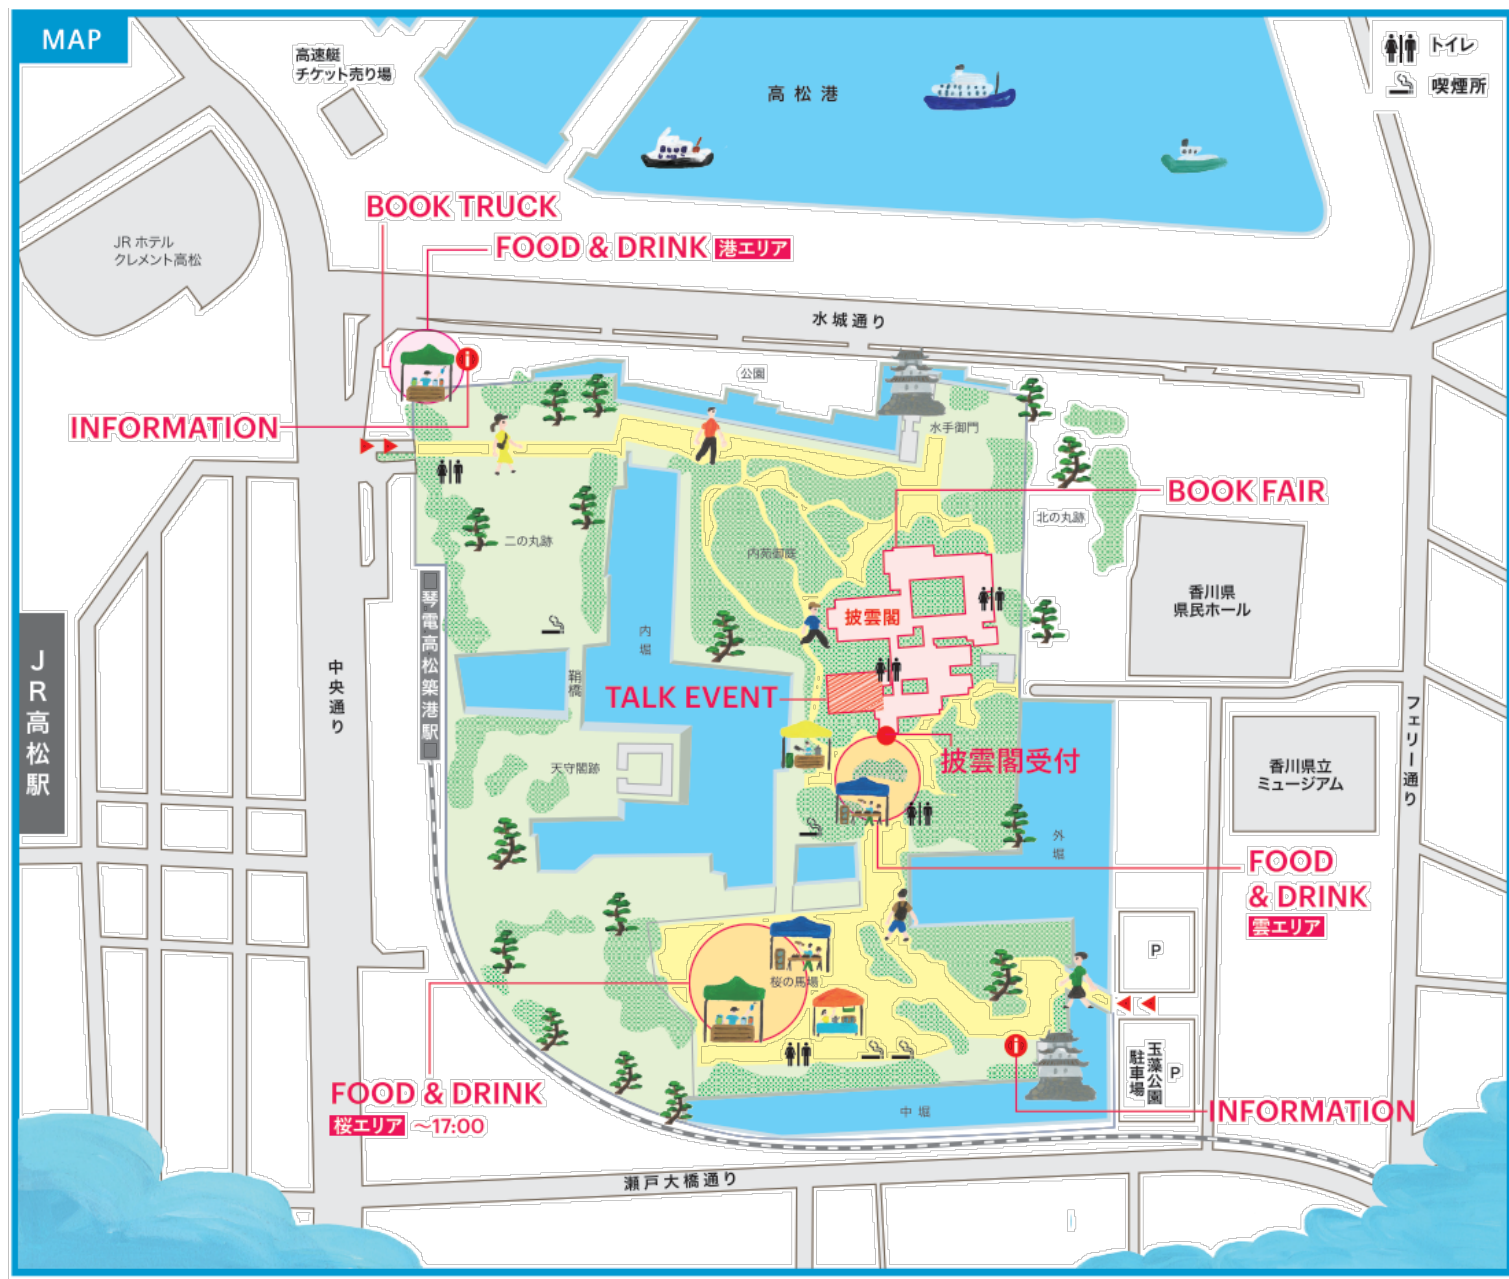 MAP
高速艇
チケット売り場
高松港
トイレ
喫煙所
BOOK TRUCK
JR ホテル
クレメント高松
FOOD & DRINK 港エリア
水城通り
公園
INFORMATION
水手御門
BOOK FAIR
北の丸跡
二の丸跡
内苑御庭
香川県
県民ホール
披雲閣
琴電高松築港駅
内堀
JR高松駅
中央通り
鞘橋
TALK EVENT
フェリー通り
披雲閣受付
天守閣跡
香川県立
ミュージアム
外堀
FOOD
& DRINK
雲エリア
P
桜の馬場
玉藻公園
駐車場
P
FOOD & DRINK
桜エリア ～17:00
中堀
INFORMATION
瀬戸大橋通り